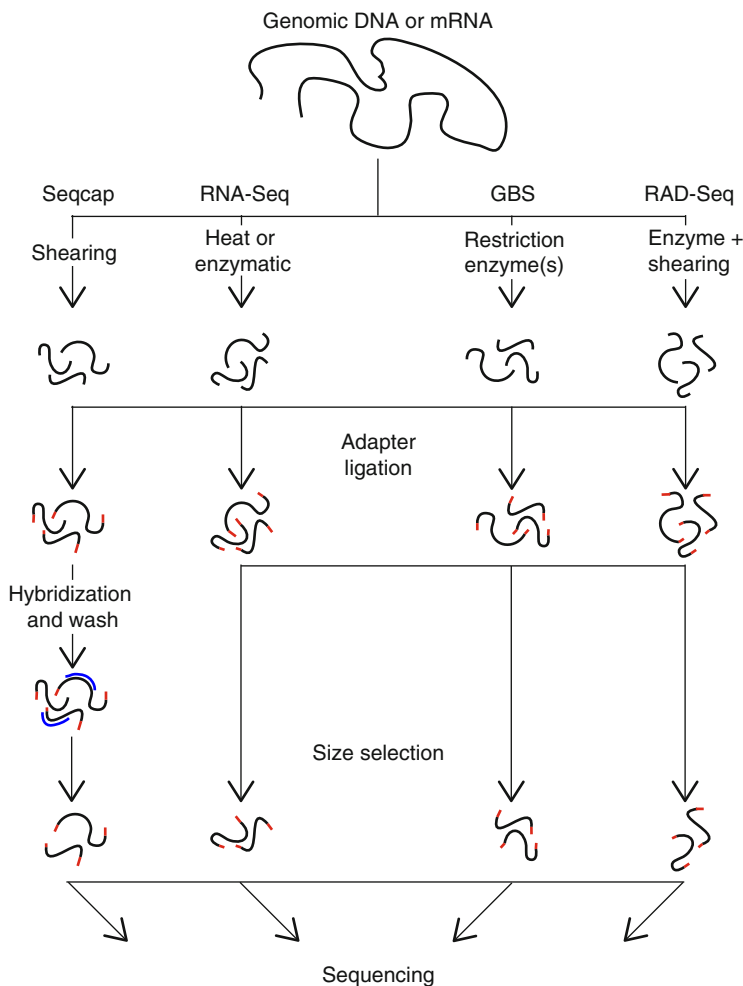 Genomic DNA or mRNA
Seqcap
RNA-Seq
GBS
RAD-Seq
Shearing
Heat or
enzymatic
Restriction
enzyme(s)
Enzyme +
shearing
Adapter
ligation
Hybridization
and wash
Size selection
Sequencing